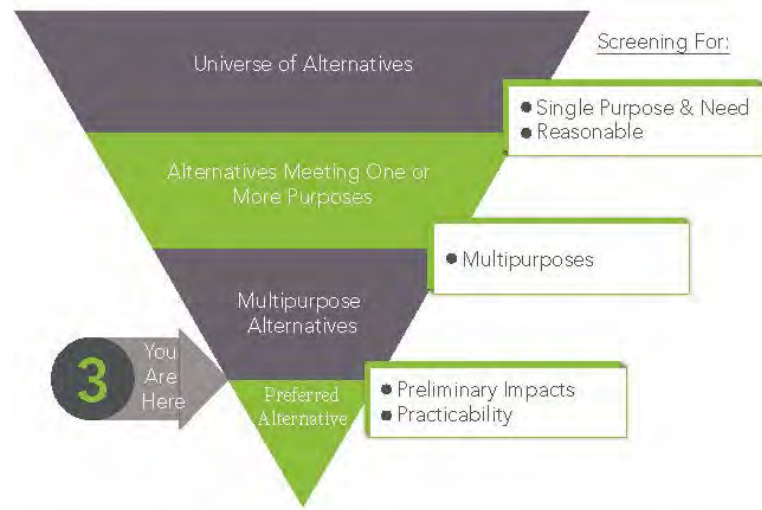 Screening For:
Universe of Alternatives
● Single Purpose & Need
● Reasonable
Alternatives Meeting One or
More Purposes
● Multipurposes
Multipurpose
Alternatives
3
You
Are
Here
Preferred
Alternative
● Preliminary Impacts
● Practicability